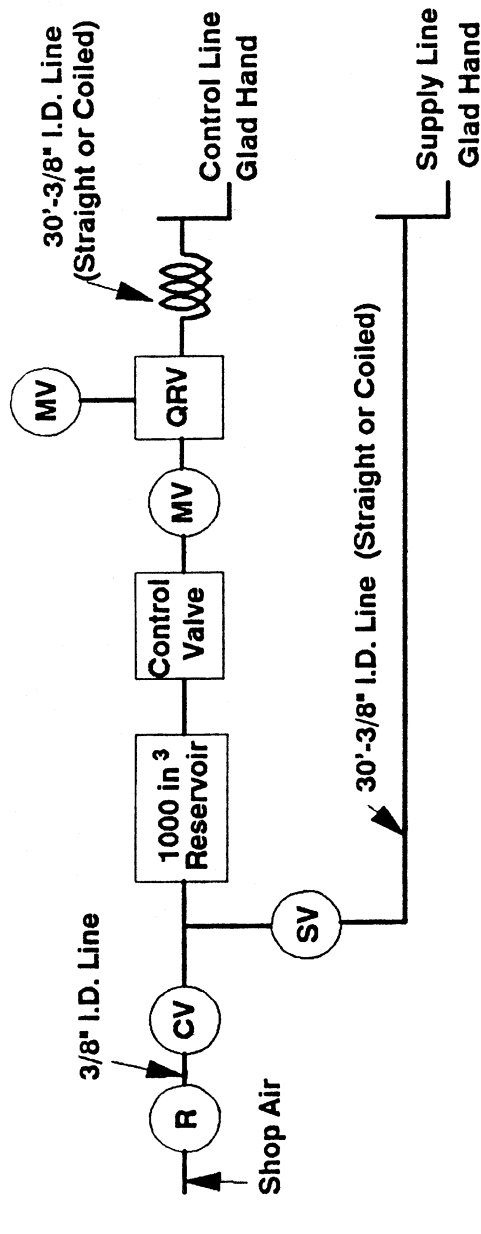 30'-3/8" I.D. Line
(Straight or Coiled)
MV
3/8" I.D. Line
Control Line
Glad Hand
R
CV
1000 in³
Reservoir
Control
Valve
MV
QRV
Shop Air
SV
30'-3/8" I.D. Line (Straight or Coiled)
Supply Line
Glad Hand